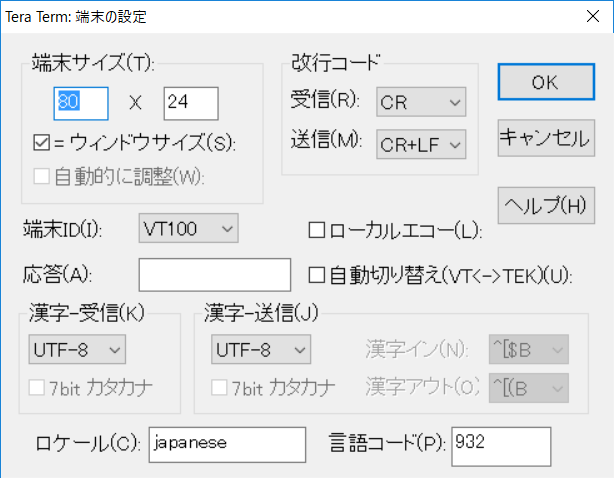 Tera Term: 端末の設定
端末サイズ(T):
80 X 24
= ウィンドウサイズ(S):
自動的に調整(W):
改行コード
受信(R): CR
送信(M): CR+LF
OK
キャンセル
ヘルプ(H)
端末ID(I): VT100
ローカルエコー(L):
応答(A):
自動切り替え(VT<->TEK)(U):
漢字-受信(K)
UTF-8
7bit カタカナ
漢字-送信(J)
UTF-8
7bit カタカナ
漢字イン(N): ^[$B
漢字アウト(O) ^[(B
ロケール(C): japanese
言語コード(P): 932